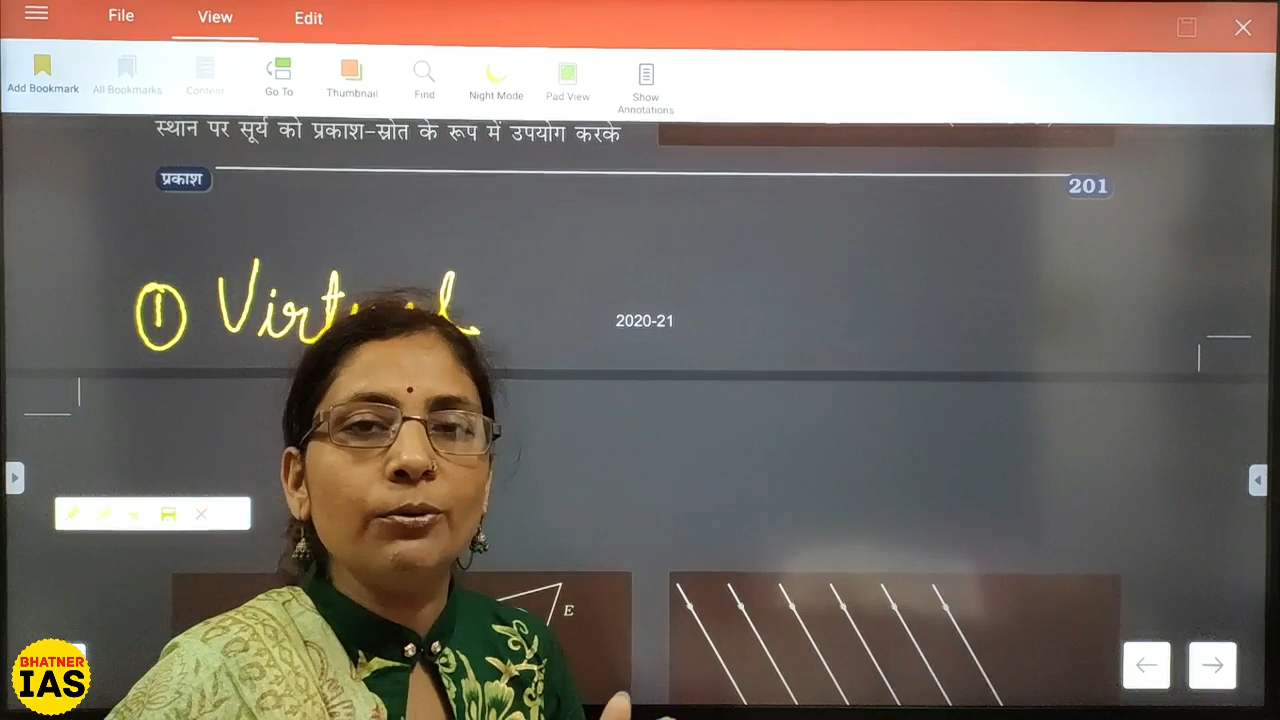 File View Edit
Add Bookmark All Bookmarks Content Go To Thumbnail Find Night Mode Pad View Show Annotations
स्थान पर सूर्य को प्रकाश-स्रोत के रूप में उपयोग करके
प्रकाश 201
① Virtual
2020-21
E
BHATNER
IAS